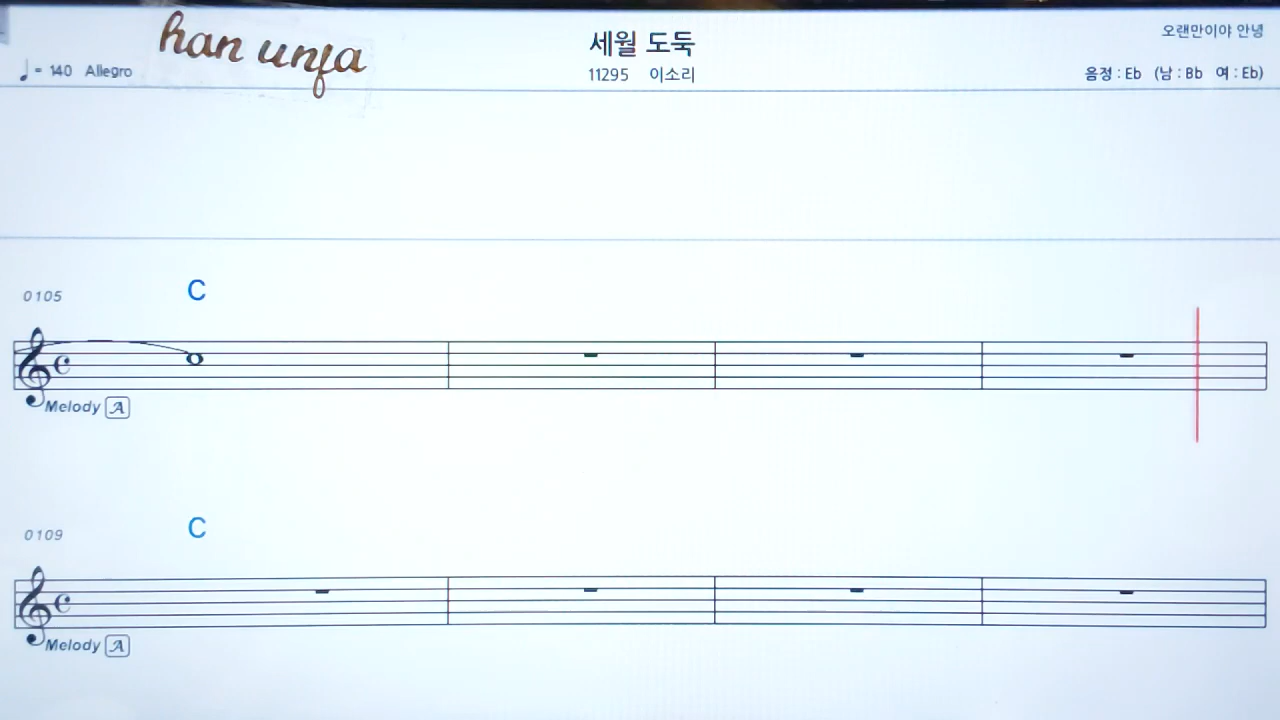 han unja
세월 도둑
오랜만이야 안녕
♩= 140 Allegro
11295 이소리
음정 : Eb (남 : Bb 여 : Eb)
0105
C
Melody A
0109
C
Melody A